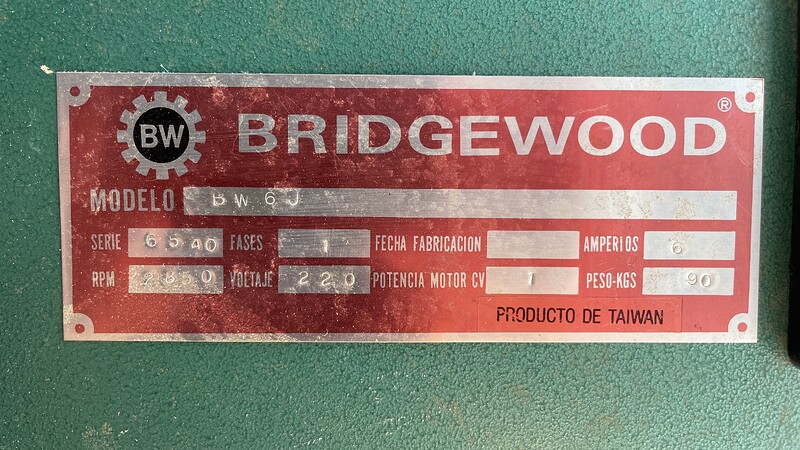 BW BRIDGEWOOD ®
MODELO BW 6J
SERIE 6540 FASES 1 FECHA FABRICACION AMPERIOS 6
RPM 2850 VOLTAJE 220 POTENCIA MOTOR CV 1 PESO-KGS 90
PRODUCTO DE TAIWAN